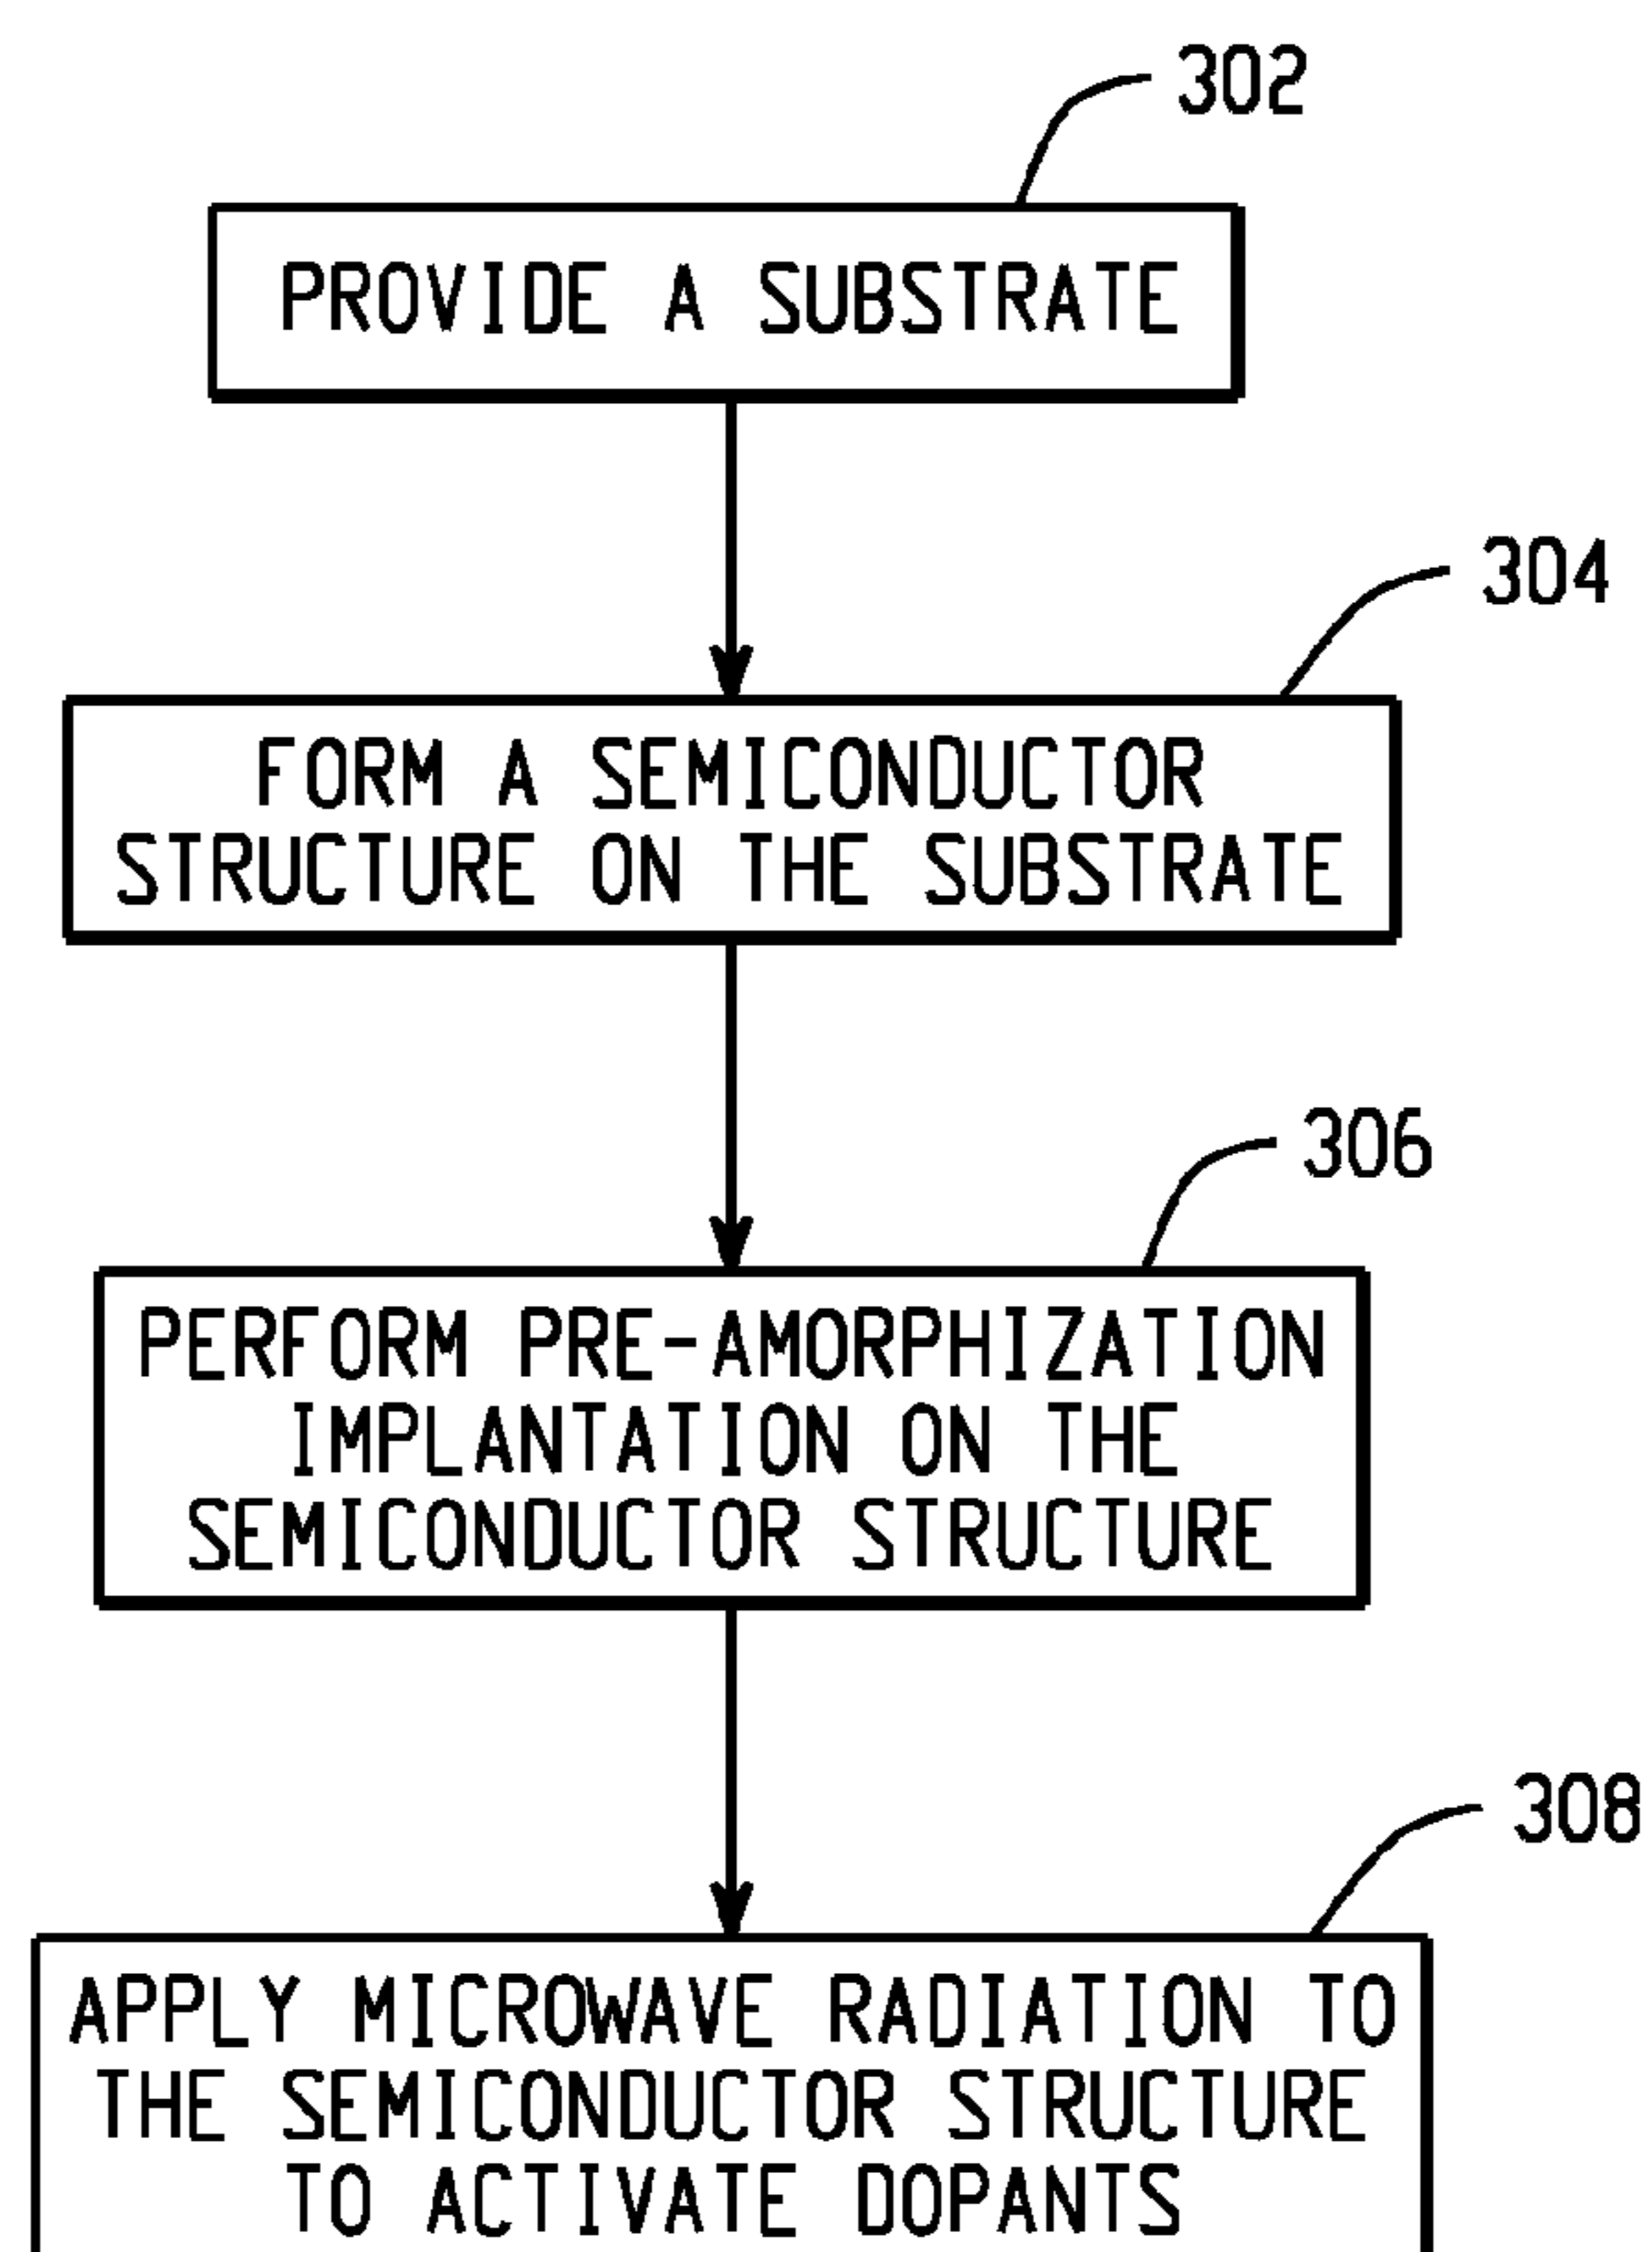 302
PROVIDE A SUBSTRATE
304
FORM A SEMICONDUCTOR
STRUCTURE ON THE SUBSTRATE
306
PERFORM PRE-AMORPHIZATION
IMPLANTATION ON THE
SEMICONDUCTOR STRUCTURE
308
APPLY MICROWAVE RADIATION TO
THE SEMICONDUCTOR STRUCTURE
TO ACTIVATE DOPANTS